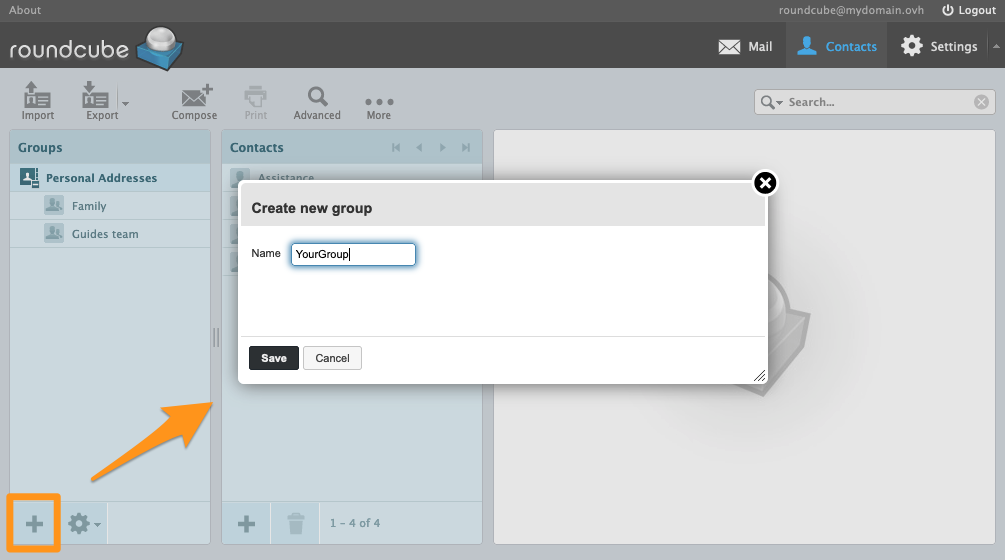 About
roundcube@mydomain.ovh
Logout
roundcube
Mail
Contacts
Settings
Import
Export
Compose
Print
Advanced
More
Search...
Groups
Contacts
Personal Addresses
Assistance
Family
Guides team
Create new group
Name
YourGroup
Save
Cancel
1 – 4 of 4